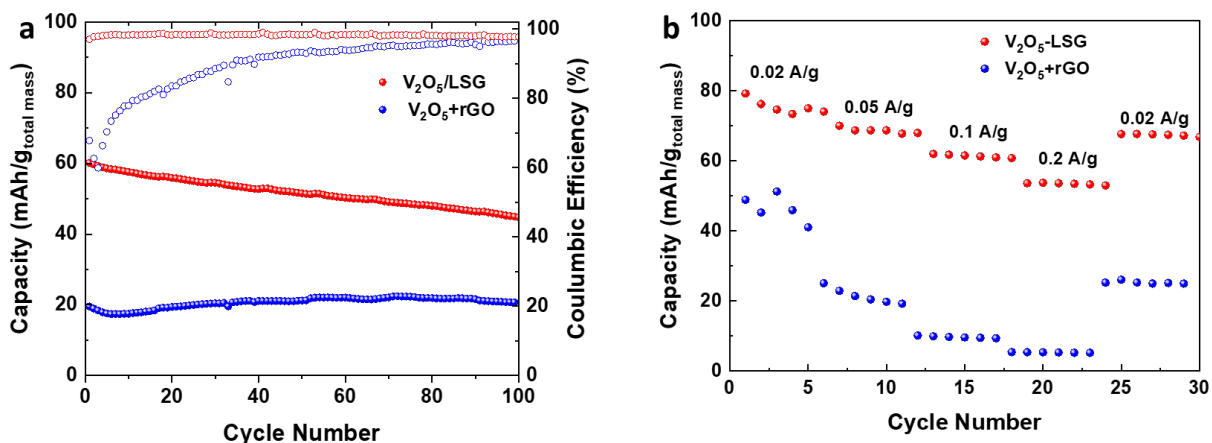 a
100
80
60
40
20
0
Capacity (mAh/g_total mass)
0 20 40 60 80 100
Cycle Number
100
80
60
40
20
0
Coulumbic Efficiency (%)
V₂O₅/LSG
V₂O₅+rGO
b
100
80
60
40
20
0
Capacity (mAh/g_total mass)
0 5 10 15 20 25 30
Cycle Number
V₂O₅-LSG
V₂O₅+rGO
0.02 A/g
0.05 A/g
0.1 A/g
0.2 A/g
0.02 A/g